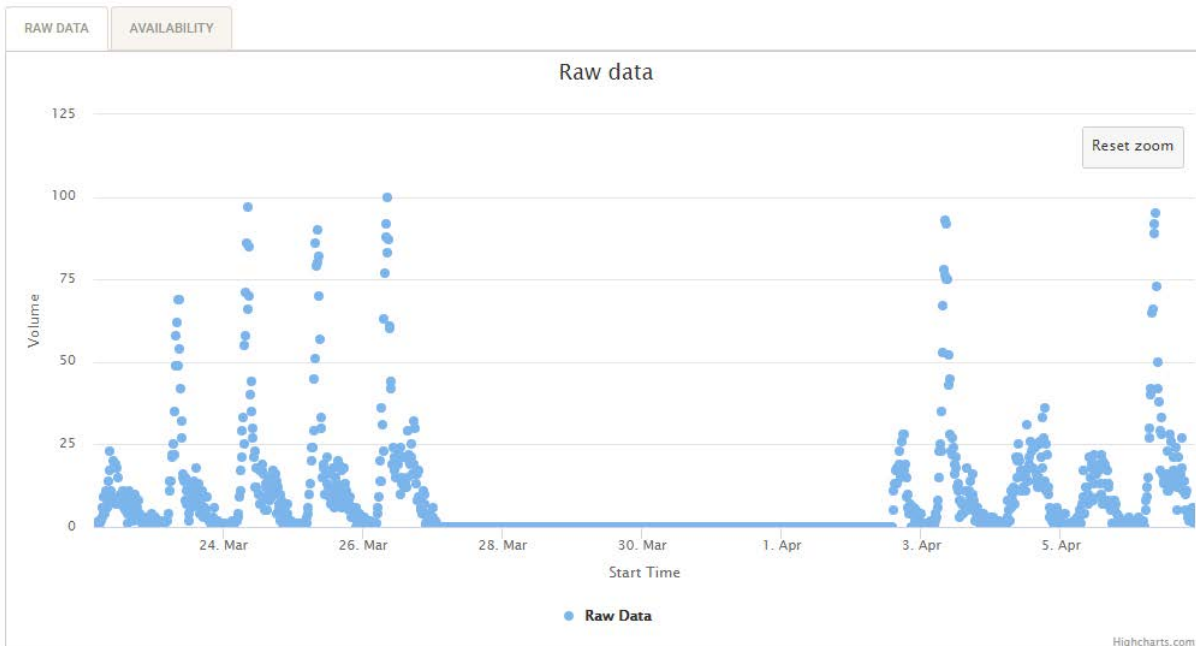 RAW DATA AVAILABILITY
Raw data
125
Reset zoom
100
75
50
25
0
Volume
24. Mar 26. Mar 28. Mar 30. Mar 1. Apr 3. Apr 5. Apr
Start Time
Raw Data
Highcharts.com